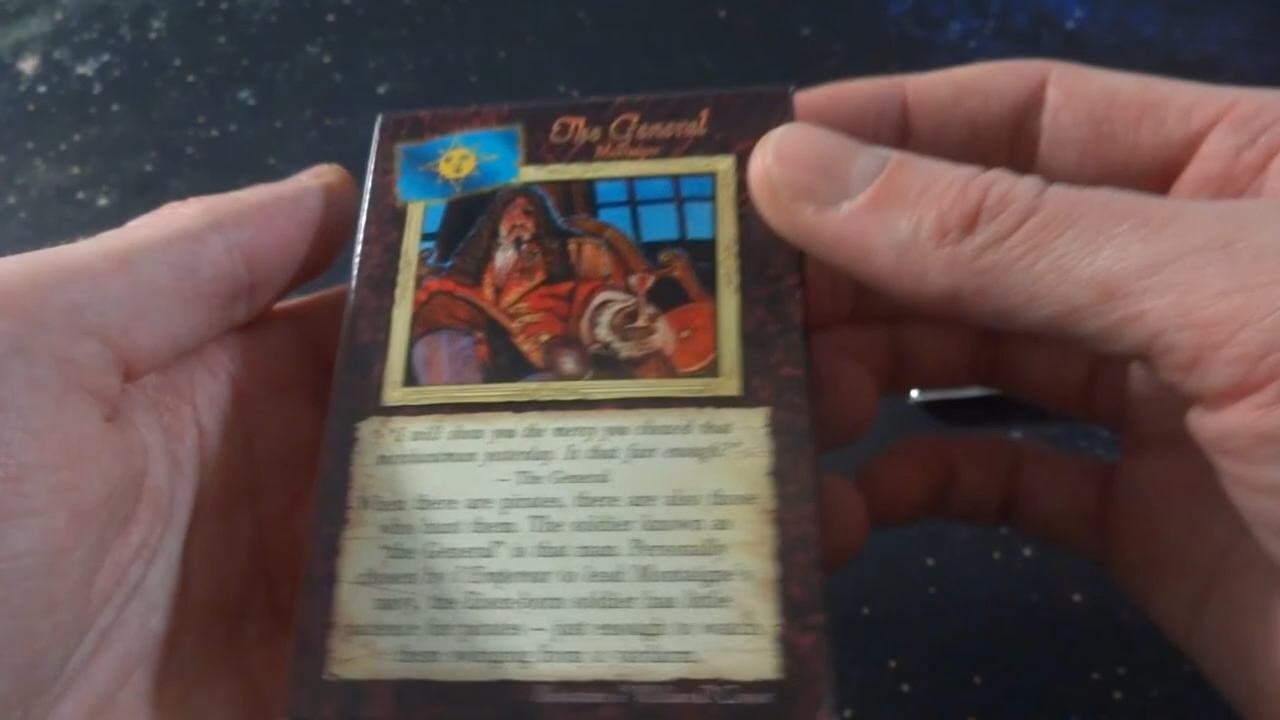 The General
Montaigne
"I will show you the mercy you showed that
yesterday. Is that fair enough?"
– The General
When there are pirates, there are also those
who hunt them. The soldier known as
"the General" is that man. Personally
chosen by l'Empereur to lead Montaigne's
navy, the soldier has little
patience for pirates – just enough to watch
them swinging from a yardarm.